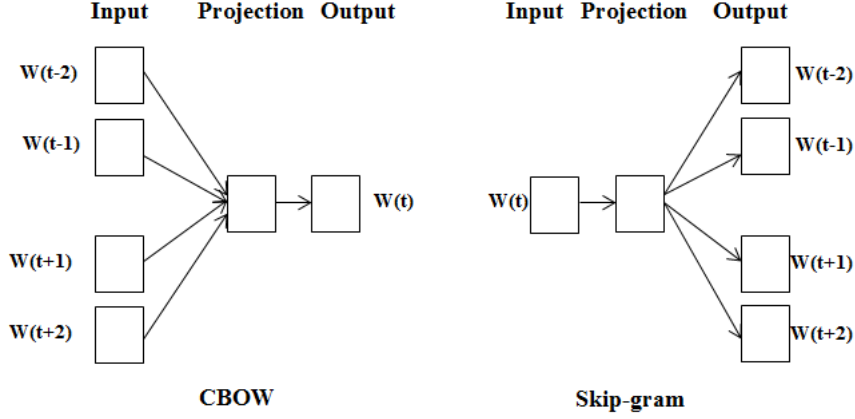 Input Projection Output
W(t-2)
W(t-1)
W(t)
W(t+1)
W(t+2)
CBOW
Input Projection Output
W(t-2)
W(t-1)
W(t)
W(t+1)
W(t+2)
Skip-gram